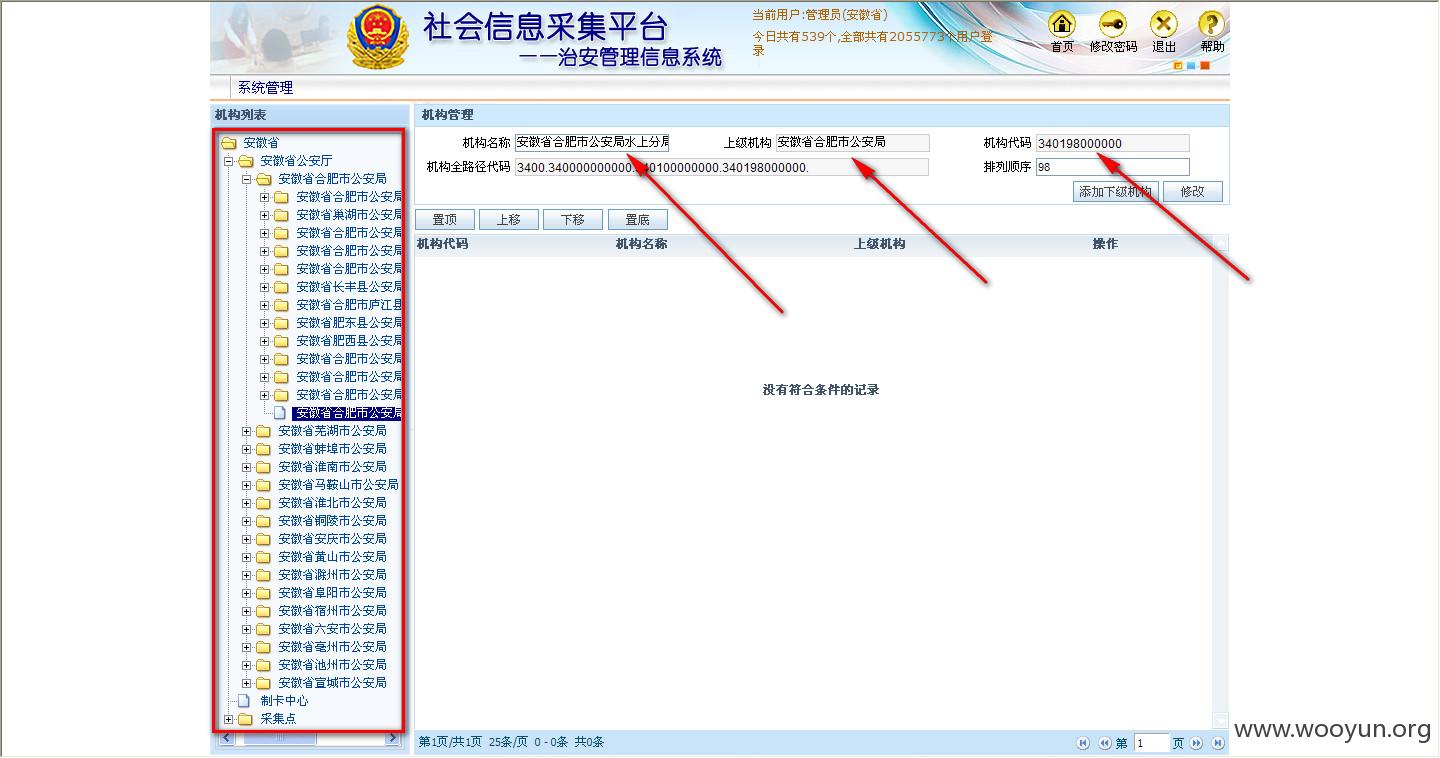 社会信息采集平台
——治安管理信息系统
当前用户:管理员(安徽省)
今日共有539个,全部共有2055773个用户登
录
首页 修改密码 退出 帮助
系统管理
机构列表
安徽省
安徽省公安厅
安徽省合肥市公安局
安徽省合肥市公安局
安徽省巢湖市公安局
安徽省合肥市公安局
安徽省合肥市公安局
安徽省合肥市公安局
安徽省长丰县公安局
安徽省合肥市庐江县
安徽省肥东县公安局
安徽省肥西县公安局
安徽省合肥市公安局
安徽省合肥市公安局
安徽省合肥市公安局
安徽省合肥市公安局
安徽省芜湖市公安局
安徽省蚌埠市公安局
安徽省淮南市公安局
安徽省马鞍山市公安局
安徽省淮北市公安局
安徽省铜陵市公安局
安徽省安庆市公安局
安徽省黄山市公安局
安徽省滁州市公安局
安徽省阜阳市公安局
安徽省宿州市公安局
安徽省六安市公安局
安徽省亳州市公安局
安徽省池州市公安局
安徽省宣城市公安局
制卡中心
采集点
机构管理
机构名称 安徽省合肥市公安局水上分局 上级机构 安徽省合肥市公安局 机构代码 340198000000
机构全路径代码 3400.340000000000.340100000000.340198000000. 排列顺序 98
添加下级机构 修改
置顶 上移 下移 置底
机构代码 机构名称 上级机构 操作
没有符合条件的记录
第1页/共1页 25条/页 0-0条 共0条 第 1 页
www.wooyun.org